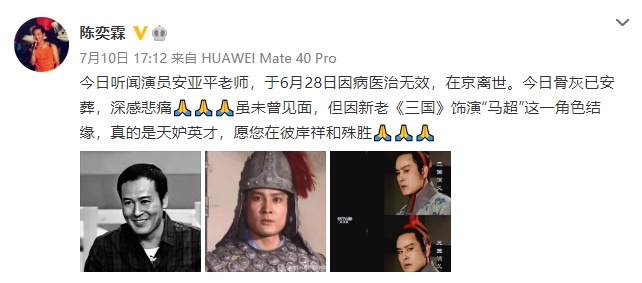 陈奕霖
7月10日 17:12 来自 HUAWEI Mate 40 Pro
今日听闻演员安亚平老师，于6月28日因病医治无效，在京离世。今日骨灰已安
葬，深感悲痛🙏🙏🙏虽未曾见面，但因新老《三国》饰演“马超”这一角色结
缘，真的是天妒英才，愿您在彼岸祥和殊胜🙏🙏🙏
三国演义